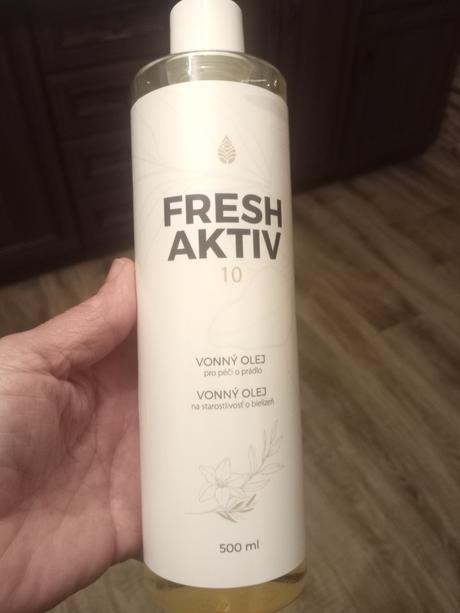 FRESH
AKTIV
10
VONNÝ OLEJ
pro péči o prádlo
VONNÝ OLEJ
na starostlivosť o bielizeň
500 ml